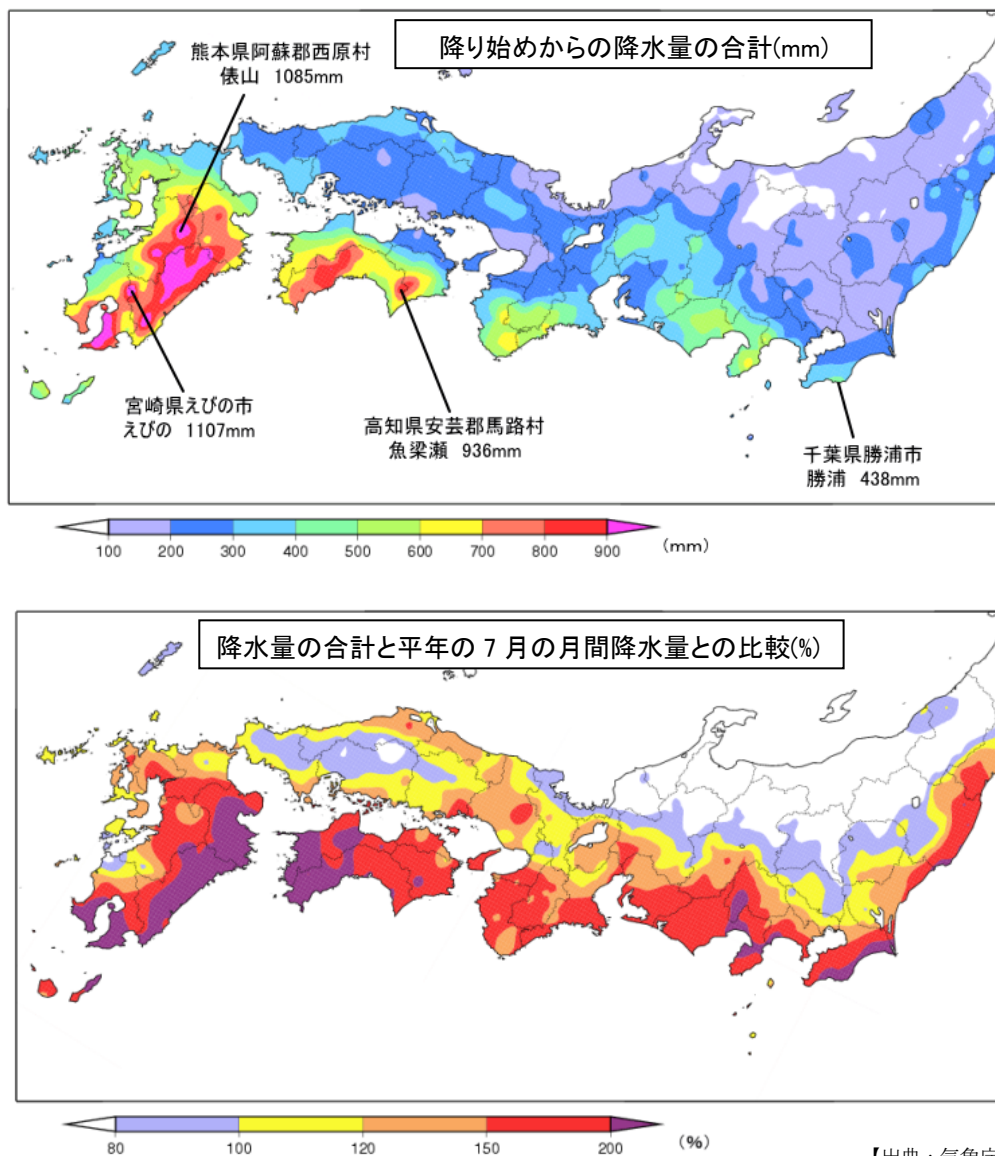 降り始めからの降水量の合計(mm)
熊本県阿蘇郡西原村
俵山 1085mm
宮崎県えびの市
えびの 1107mm
高知県安芸郡馬路村
魚梁瀬 936mm
千葉県勝浦市
勝浦 438mm
100 200 300 400 500 600 700 800 900 (mm)
降水量の合計と平年の 7 月の月間降水量との比較(%)
80 100 120 150 200 (%)
【出典：気象庁